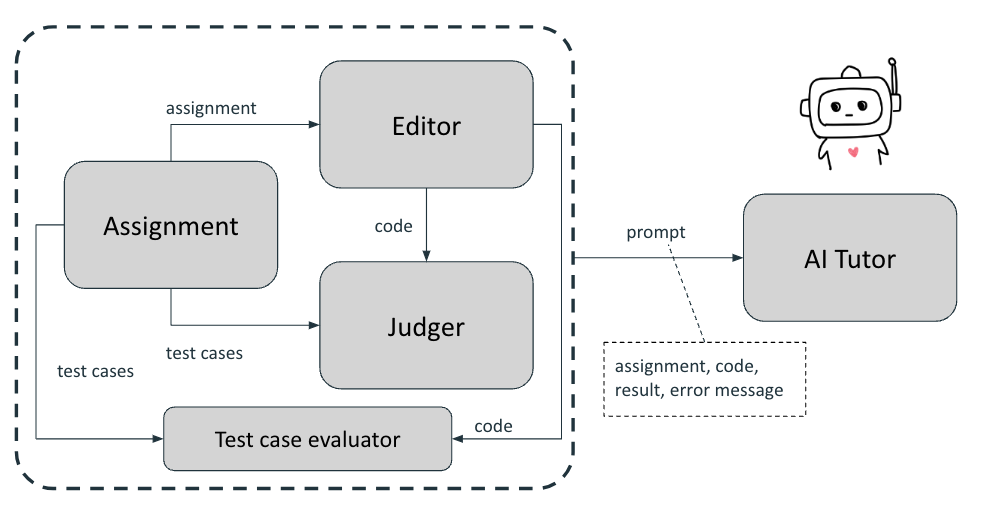 assignment
Editor
Assignment
code
prompt
AI Tutor
Judger
test cases
test cases
assignment, code,
result, error message
Test case evaluator
code